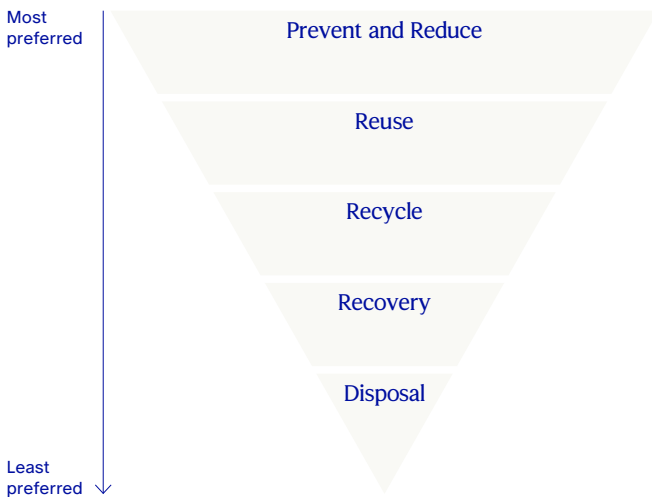 Most
preferred
Prevent and Reduce
Reuse
Recycle
Recovery
Disposal
Least
preferred